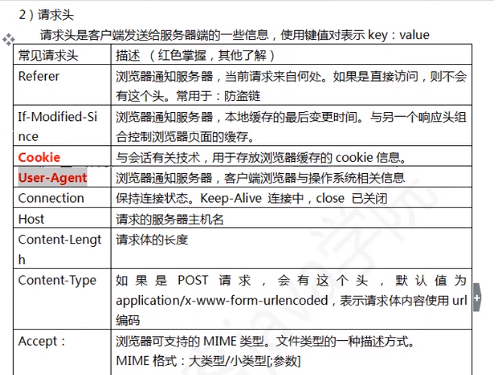 2）请求头
请求头是客户端发送给服务器端的一些信息，使用键值对表示 key：value
常见请求头 描述 （红色掌握，其他了解）
Referer 浏览器通知服务器，当前请求来自何处。如果是直接访问，则不会
有这个头。常用于：防盗链
If-Modified-Si 浏览器通知服务器，本地缓存的最后变更时间。与另一个响应头组
nce 合控制浏览器页面的缓存。
Cookie 与会话有关技术，用于存放浏览器缓存的 cookie 信息。
User-Agent 浏览器通知服务器，客户端浏览器与操作系统相关信息
Connection 保持连接状态。Keep-Alive 连接中，close 已关闭
Host 请求的服务器主机名
Content-Lengt 请求体的长度
h
Content-Type 如果是 POST 请求，会有这个头，默认值为
application/x-www-form-urlencoded，表示请求体内容使用 url
编码
Accept： 浏览器可支持的 MIME 类型。文件类型的一种描述方式。
MIME 格式：大类型/小类型[;参数]